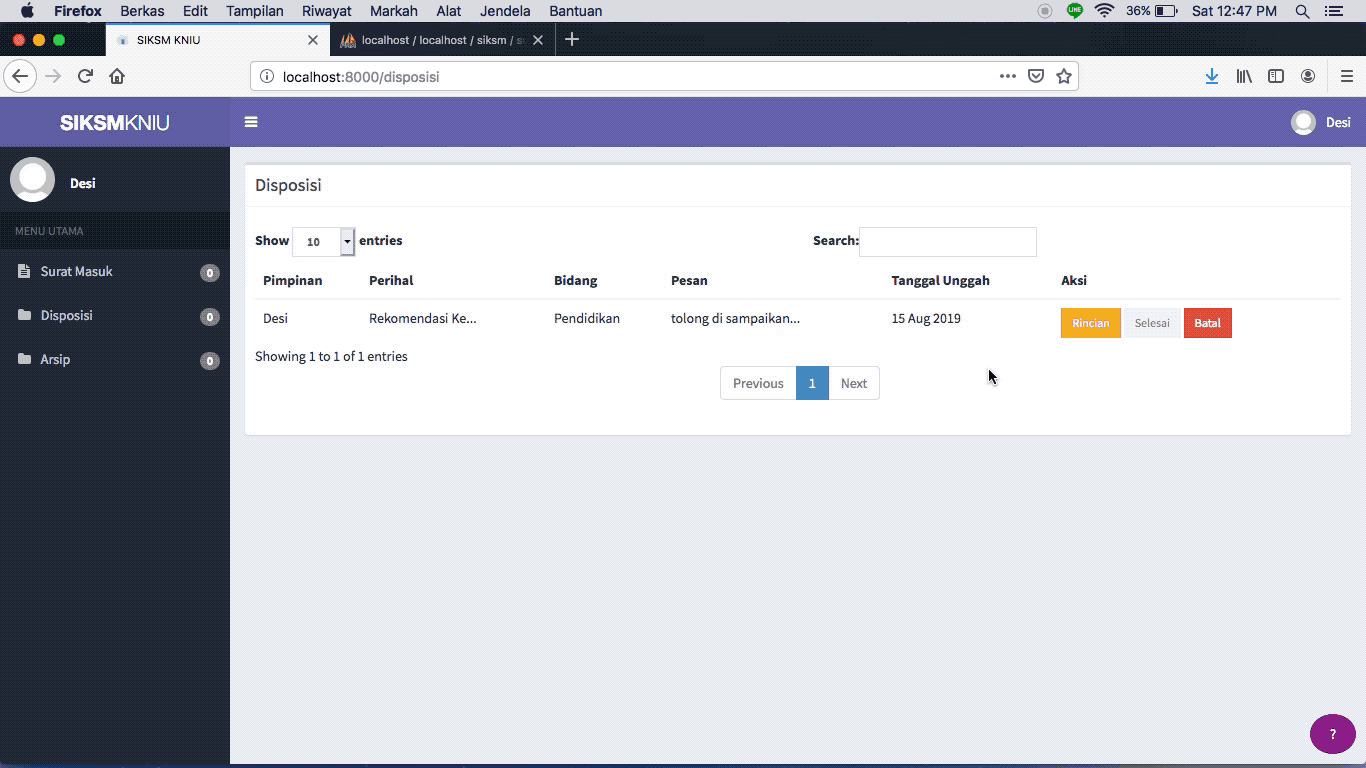 Firefox Berkas Edit Tampilan Riwayat Markah Alat Jendela Bantuan LINE 36% Sat 12:47 PM
SIKSM KNIU
localhost / localhost / siksm /
localhost:8000/disposisi
SIKSMKNIU
Desi
Desi
MENU UTAMA
Surat Masuk 0
Disposisi 0
Arsip 0
Disposisi
Show 10 entries
Search:
Pimpinan Perihal Bidang Pesan Tanggal Unggah Aksi
Desi Rekomendasi Ke... Pendidikan tolong di sampaikan... 15 Aug 2019 Rincian Selesai Batal
Showing 1 to 1 of 1 entries
Previous 1 Next
?